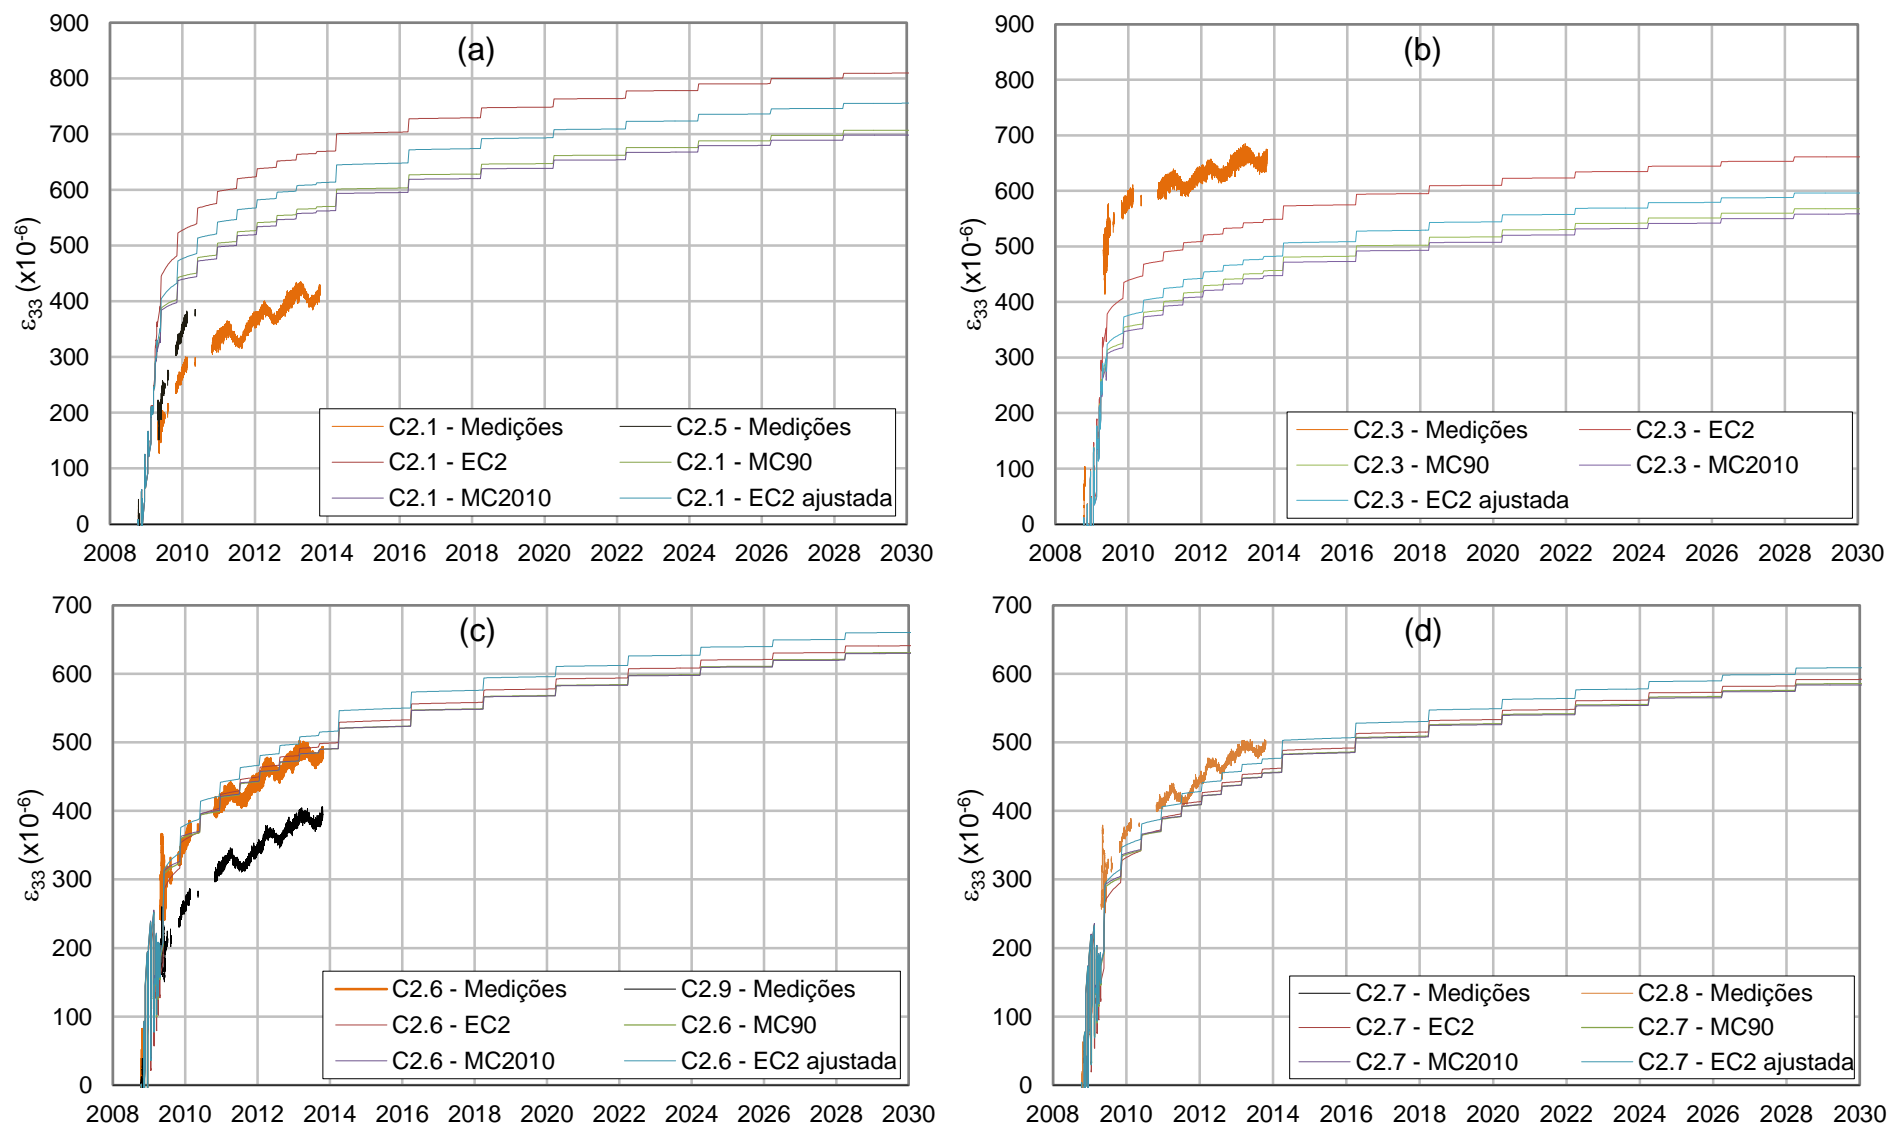 (a)
900
800
700
600
500
400
300
200
100
0
ε33 (x10-6)
2008 2010 2012 2014 2016 2018 2020 2022 2024 2026 2028 2030
C2.1 - Medições C2.5 - Medições
C2.1 - EC2 C2.1 - MC90
C2.1 - MC2010 C2.1 - EC2 ajustada
(b)
900
800
700
600
500
400
300
200
100
0
ε33 (x10-6)
2008 2010 2012 2014 2016 2018 2020 2022 2024 2026 2028 2030
C2.3 - Medições C2.3 - EC2
C2.3 - MC90 C2.3 - MC2010
C2.3 - EC2 ajustada
(c)
700
600
500
400
300
200
100
0
ε33 (x10-6)
2008 2010 2012 2014 2016 2018 2020 2022 2024 2026 2028 2030
C2.6 - Medições C2.9 - Medições
C2.6 - EC2 C2.6 - MC90
C2.6 - MC2010 C2.6 - EC2 ajustada
(d)
700
600
500
400
300
200
100
0
ε33 (x10-6)
2008 2010 2012 2014 2016 2018 2020 2022 2024 2026 2028 2030
C2.7 - Medições C2.8 - Medições
C2.7 - EC2 C2.7 - MC90
C2.7 - MC2010 C2.7 - EC2 ajustada